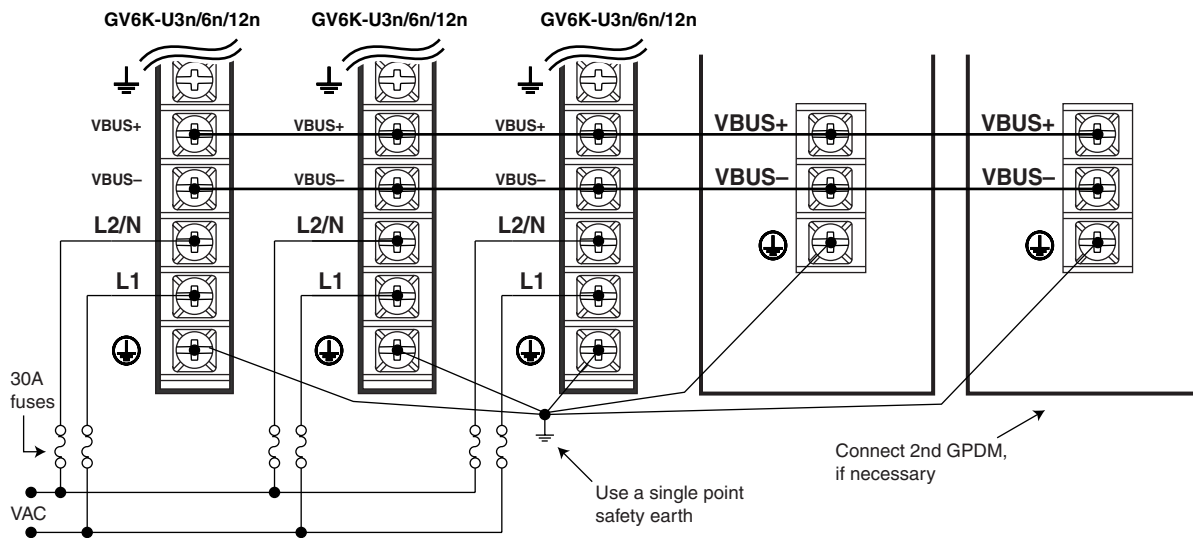 GV6K-U3n/6n/12n GV6K-U3n/6n/12n GV6K-U3n/6n/12n
VBUS+ VBUS+ VBUS+ VBUS+ VBUS+
VBUS– VBUS– VBUS– VBUS– VBUS–
L2/N L2/N L2/N
L1 L1 L1
30A
fuses
VAC
Use a single point
safety earth
Connect 2nd GPDM,
if necessary